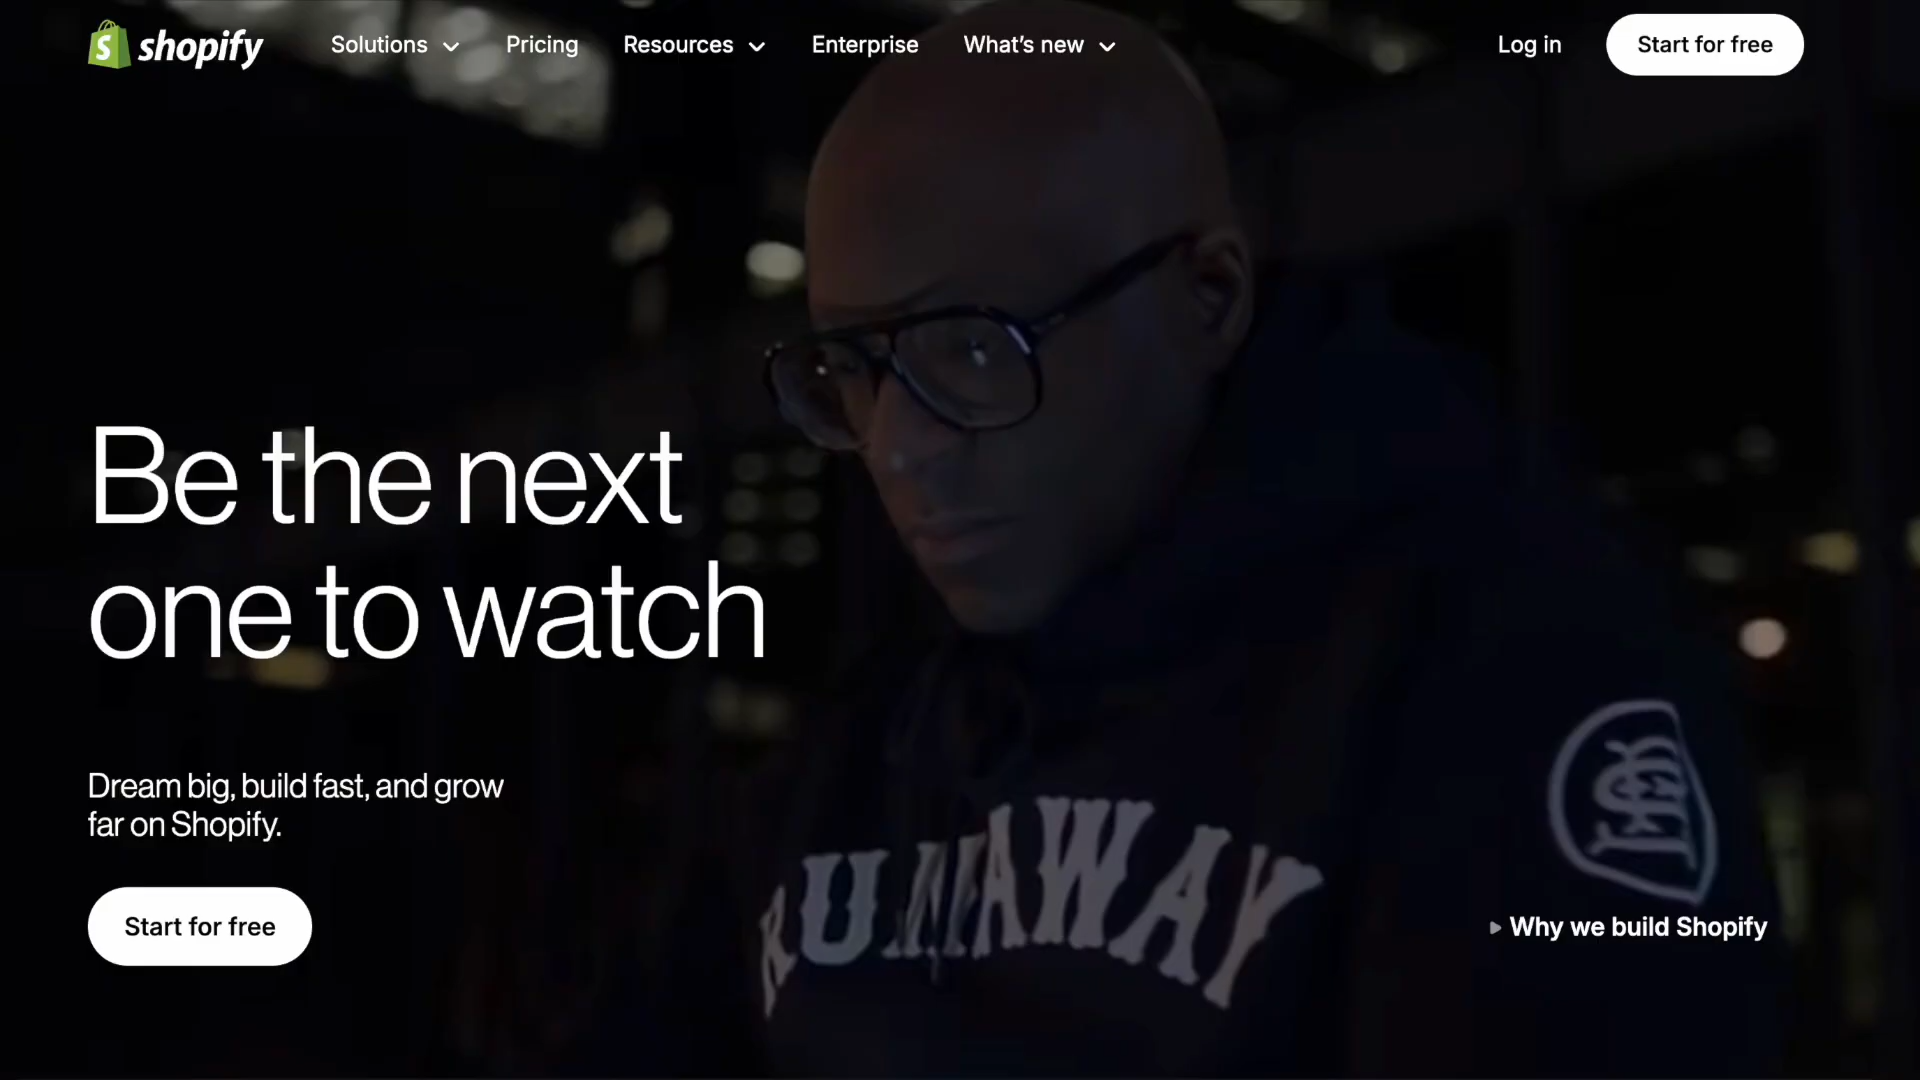 shopify
Solutions
Pricing
Resources
Enterprise
What's new
Log in
Start for free
Be the next
one to watch
Dream big, build fast, and grow
far on Shopify.
Start for free
Why we build Shopify
RUNAWAY